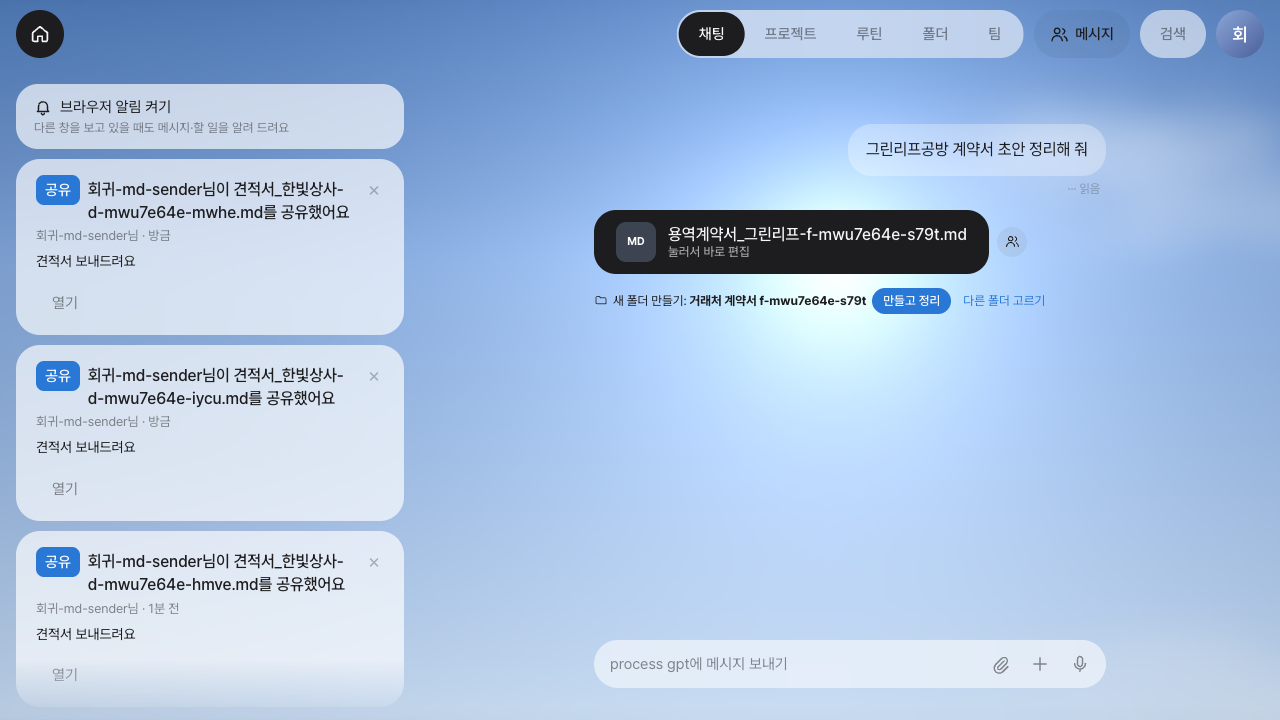 채팅
프로젝트
루틴
폴더
팀
메시지
검색
회
브라우저 알림 켜기
다른 창을 보고 있을 때도 메시지·할 일을 알려 드려요
공유
회귀-md-sender님이 견적서_한빛상사-
d-mwu7e64e-mwhe.md를 공유했어요
회귀-md-sender님 · 방금
견적서 보내드려요
열기
공유
회귀-md-sender님이 견적서_한빛상사-
d-mwu7e64e-iycu.md를 공유했어요
회귀-md-sender님 · 방금
견적서 보내드려요
열기
공유
회귀-md-sender님이 견적서_한빛상사-
d-mwu7e64e-hmve.md를 공유했어요
회귀-md-sender님 · 1분 전
견적서 보내드려요
열기
그린리프공방 계약서 초안 정리해 줘
··· 읽음
MD
용역계약서_그린리프-f-mwu7e64e-s79t.md
눌러서 바로 편집
새 폴더 만들기: 거래처 계약서 f-mwu7e64e-s79t 만들고 정리 다른 폴더 고르기
process gpt에 메시지 보내기